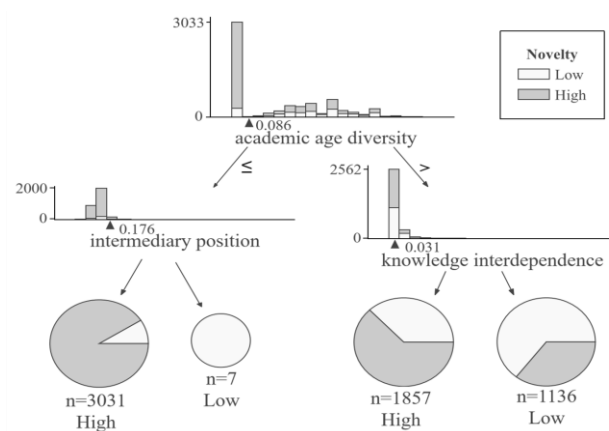 3033
0
0.086
academic age diversity
Novelty
Low
High
≤
>
2000
0
0.176
intermediary position
2562
0
0.031
knowledge interdependence
n=3031
High
n=7
Low
n=1857
High
n=1136
Low